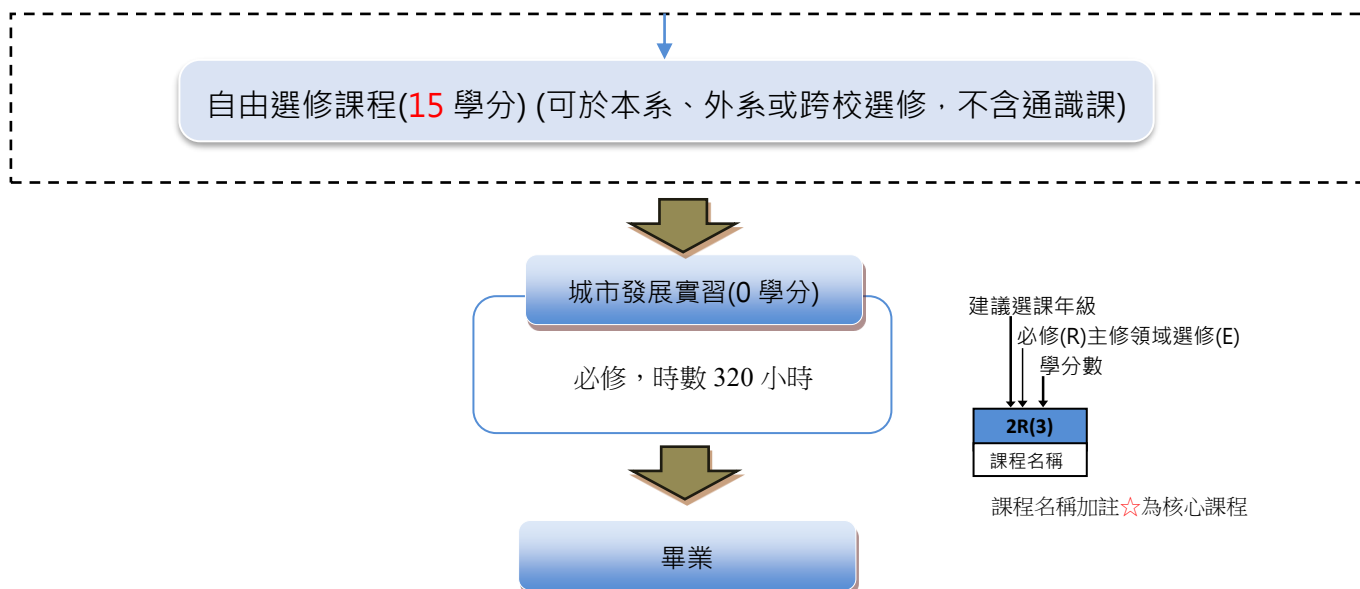 自由選修課程(15 學分) (可於本系、外系或跨校選修，不含通識課)
城市發展實習(0 學分)
必修，時數 320 小時
建議選課年級
必修(R)主修領域選修(E)
學分數
2R(3)
課程名稱
課程名稱加註☆為核心課程
畢業